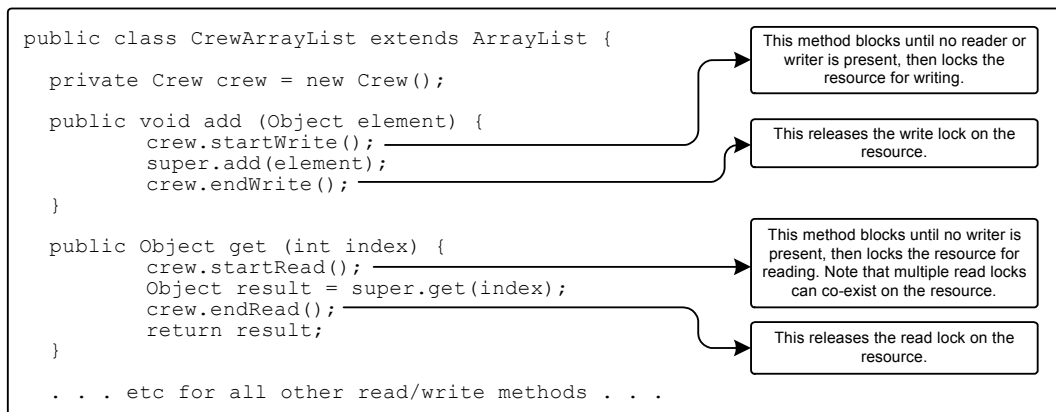 public class CrewArrayList extends ArrayList {
private Crew crew = new Crew();
public void add (Object element) {
crew.startWrite();
super.add(element);
crew.endWrite();
}
public Object get (int index) {
crew.startRead();
Object result = super.get(index);
crew.endRead();
return result;
}
. . . etc for all other read/write methods . . .
This method blocks until no reader or
writer is present, then locks the
resource for writing.
This releases the write lock on the
resource.
This method blocks until no writer is
present, then locks the resource for
reading. Note that multiple read locks
can co-exist on the resource.
This releases the read lock on the
resource.